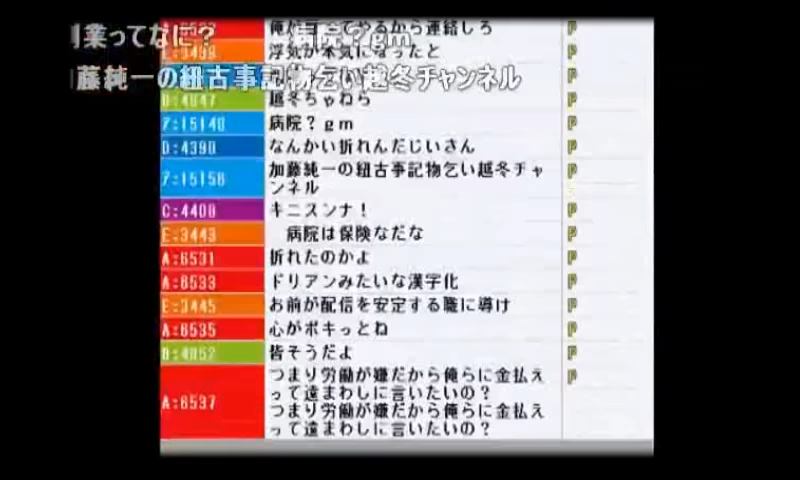 俺が言ってやるから連絡しろ P
副業ってなに? 病院?gm
浮気が本気になったと P
加藤純一の紐古事記物乞い越冬チャンネル
越冬ちゃねら P
7:15140 病院?gm P
D:4390 なんかい折れんだじいさん P
7:15158 加藤純一の紐古事記物乞い越冬チャ P
ンネル
C:4400 キニスンナ! P
E:3443 病院は保険なだな P
A:6531 折れたのかよ P
A:6533 ドリアンみたいな漢字化 P
E:3445 お前が配信を安定する職に導け P
A:6535 心がポキっとね P
B:4052 皆そうだよ P
つまり労働が嫌だから俺らに金払え P
って遠まわしに言いたいの?
A:6537
つまり労働が嫌だから俺らに金払え
って遠まわしに言いたいの?